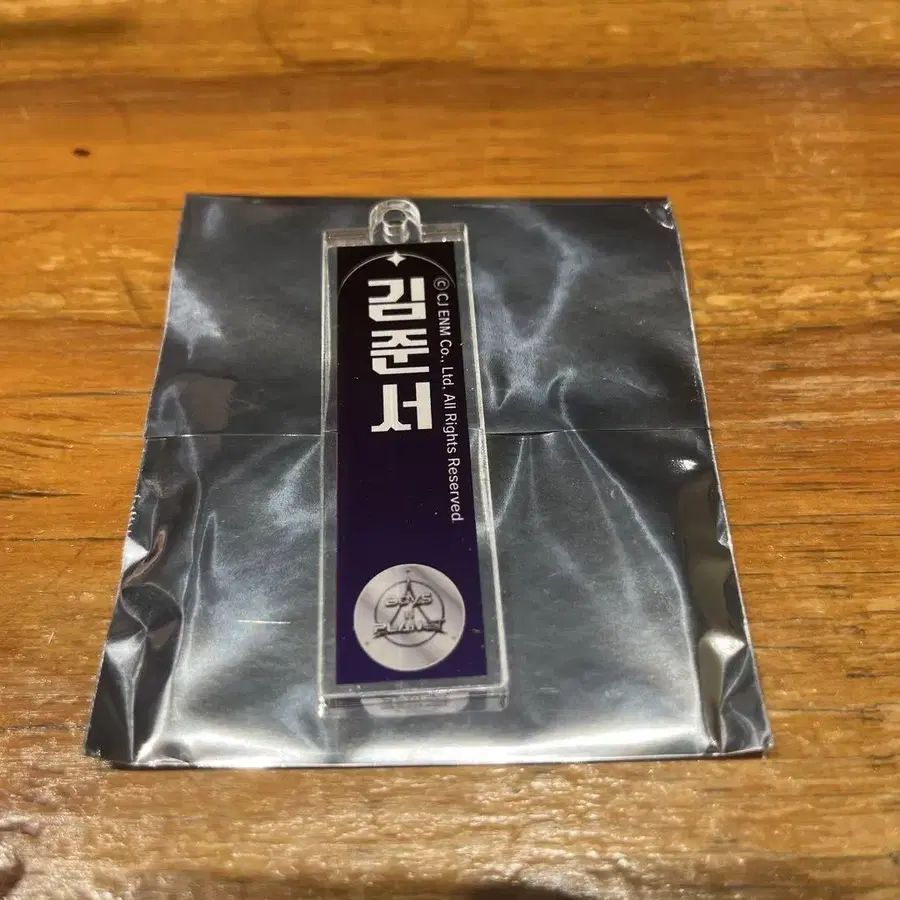 김준서
© CJ ENM Co., Ltd, All Rights Reserved
BOYS
PLANET